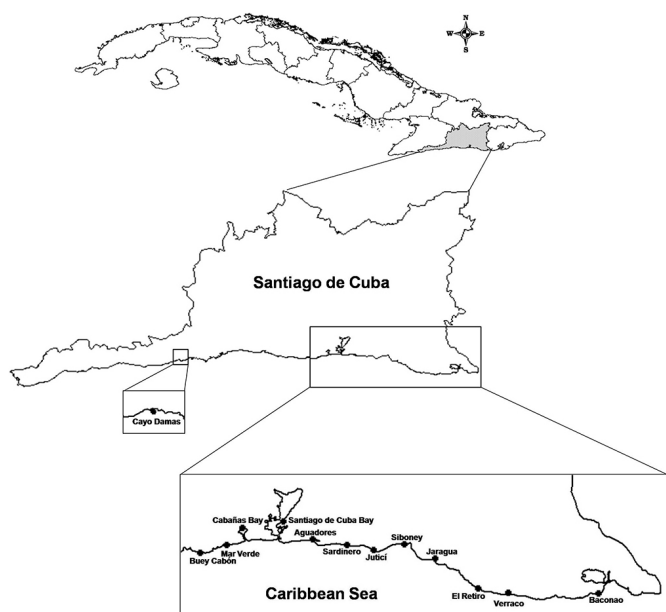 N
W E
S
Santiago de Cuba
Cayo Damas
Cabañas Bay
Santiago de Cuba Bay
Aguadores
Siboney
Mar Verde
Sardinero
Jaragua
Buey Cabón
Juticí
El Retiro
Verraco
Baconao
Caribbean Sea